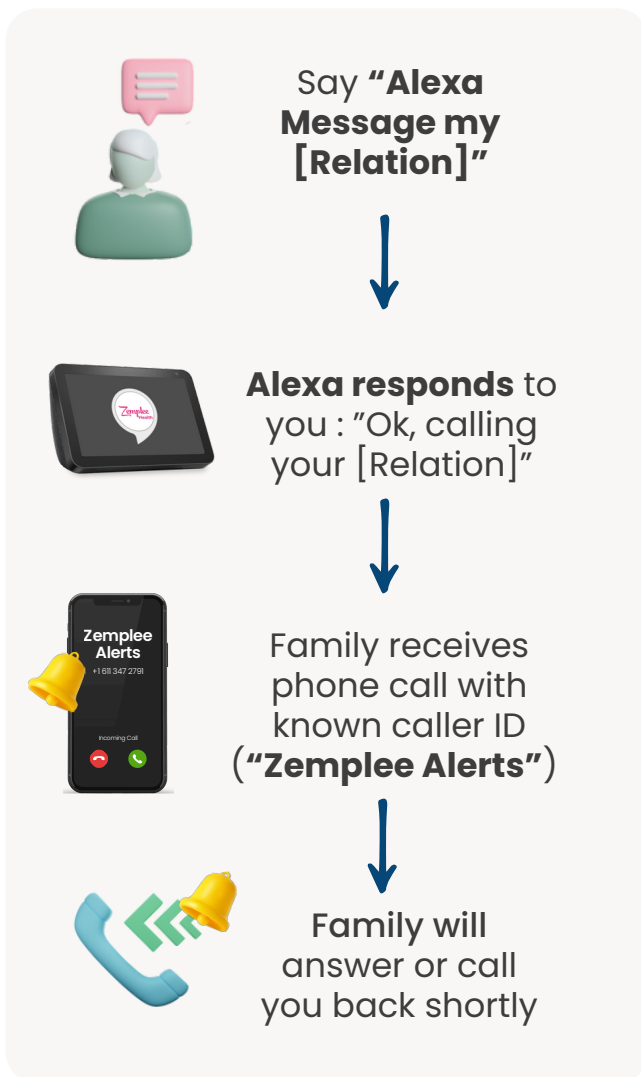 Say “Alexa
Message my
[Relation]”
Zemplee
Health
Alexa responds to
you : ”Ok, calling
your [Relation]”
Zemplee
Alerts
+1 611 347 2791
Incoming Call
Family receives
phone call with
known caller ID
(“Zemplee Alerts”)
Family will
answer or call
you back shortly